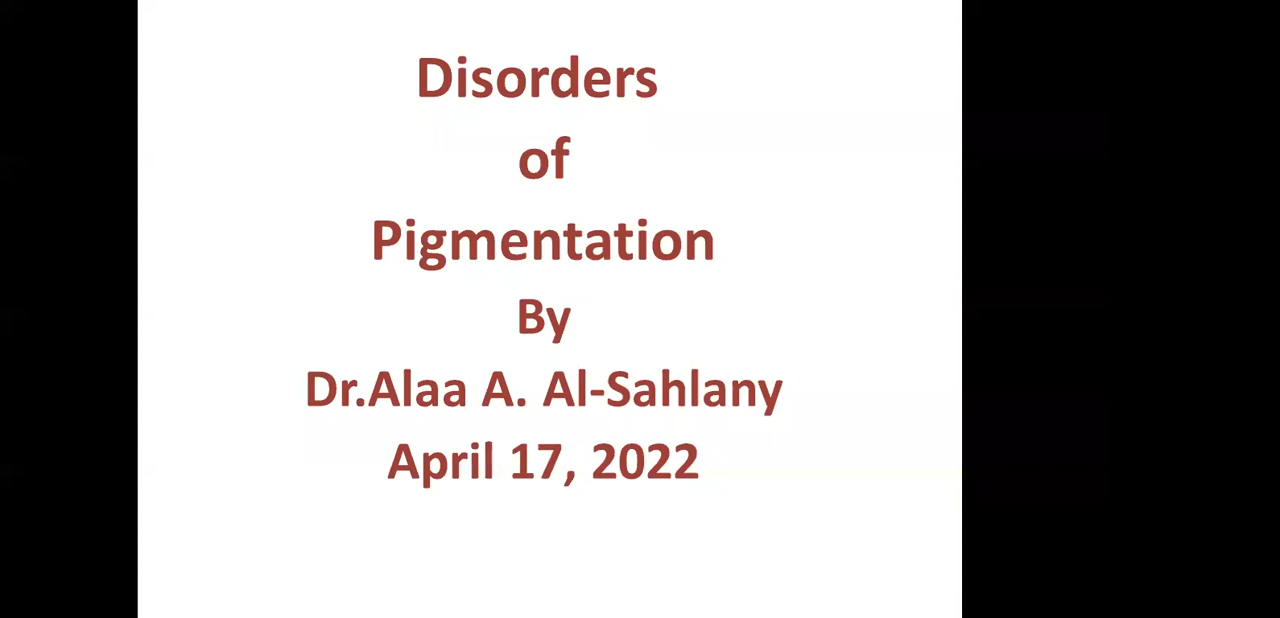 Disorders
of
Pigmentation
By
Dr.Alaa A. Al-Sahlany
April 17, 2022